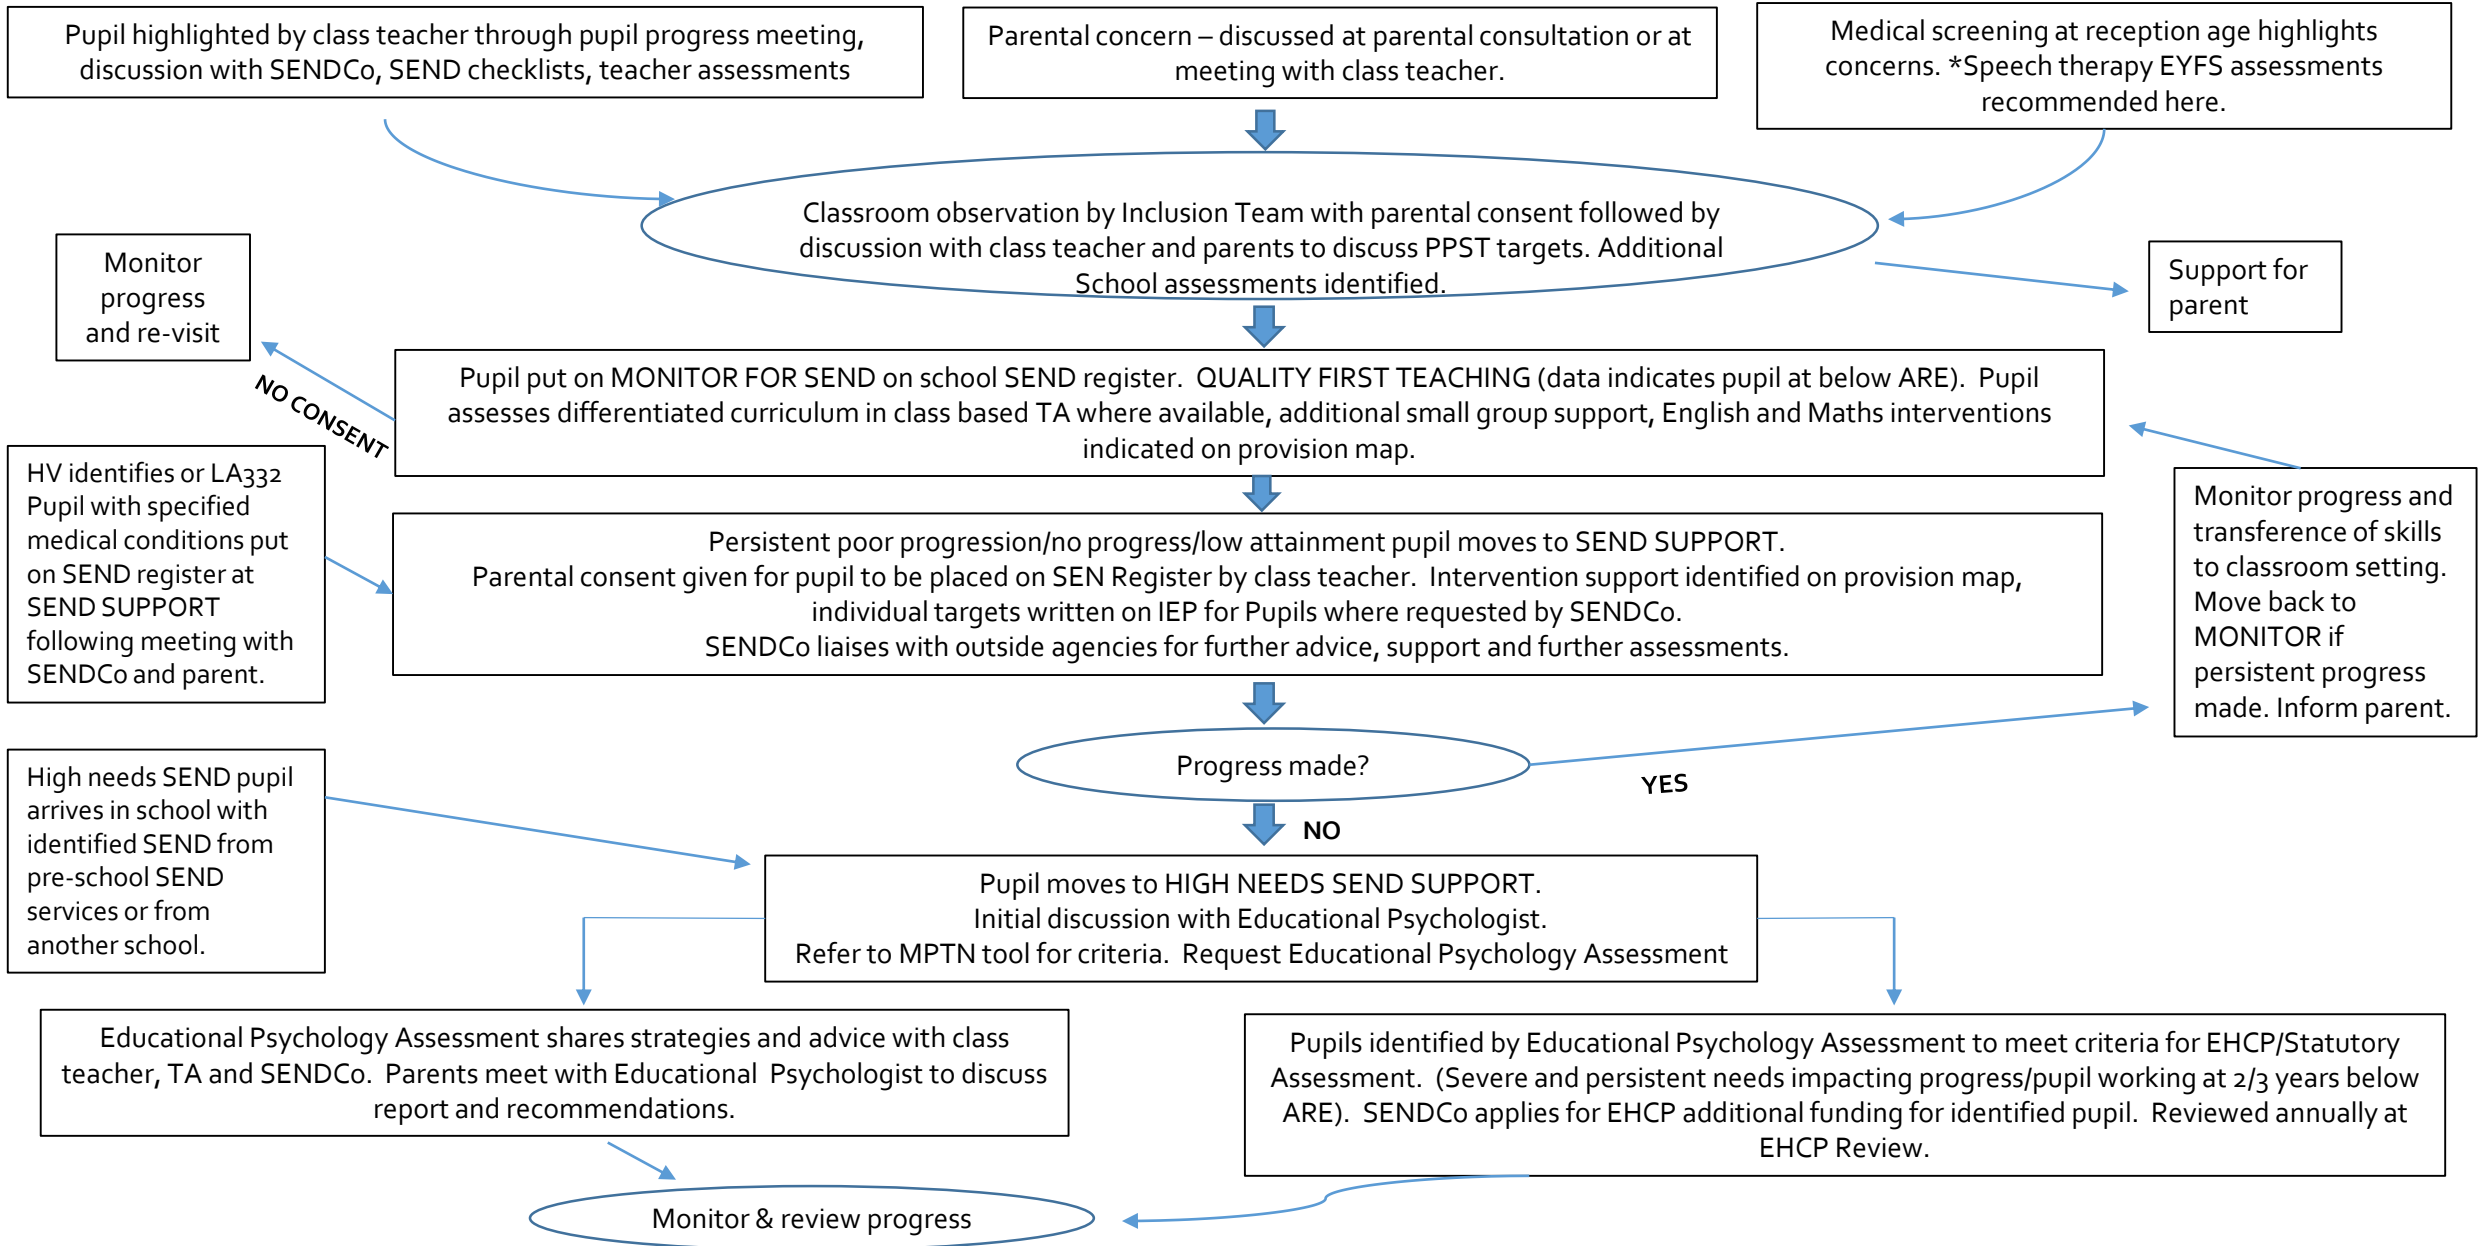 Pupil highlighted by class teacher through pupil progress meeting,
discussion with SENDCo, SEND checklists, teacher assessments
Parental concern – discussed at parental consultation or at
meeting with class teacher.
Medical screening at reception age highlights
concerns. *Speech therapy EYFS assessments
recommended here.
Classroom observation by Inclusion Team with parental consent followed by
discussion with class teacher and parents to discuss PPST targets. Additional
School assessments identified.
Monitor
progress
and re-visit
Support for
parent
NO CONSENT
Pupil put on MONITOR FOR SEND on school SEND register. QUALITY FIRST TEACHING (data indicates pupil at below ARE). Pupil
assesses differentiated curriculum in class based TA where available, additional small group support, English and Maths interventions
indicated on provision map.
HV identifies or LA332
Pupil with specified
medical conditions put
on SEND register at
SEND SUPPORT
following meeting with
SENDCo and parent.
Persistent poor progression/no progress/low attainment pupil moves to SEND SUPPORT.
Parental consent given for pupil to be placed on SEN Register by class teacher. Intervention support identified on provision map,
individual targets written on IEP for Pupils where requested by SENDCo.
SENDCo liaises with outside agencies for further advice, support and further assessments.
Monitor progress and
transference of skills
to classroom setting.
Move back to
MONITOR if
persistent progress
made. Inform parent.
Progress made?
YES
NO
High needs SEND pupil
arrives in school with
identified SEND from
pre-school SEND
services or from
another school.
Pupil moves to HIGH NEEDS SEND SUPPORT.
Initial discussion with Educational Psychologist.
Refer to MPTN tool for criteria. Request Educational Psychology Assessment
Educational Psychology Assessment shares strategies and advice with class
teacher, TA and SENDCo. Parents meet with Educational Psychologist to discuss
report and recommendations.
Pupils identified by Educational Psychology Assessment to meet criteria for EHCP/Statutory
Assessment. (Severe and persistent needs impacting progress/pupil working at 2/3 years below
ARE). SENDCo applies for EHCP additional funding for identified pupil. Reviewed annually at
EHCP Review.
Monitor & review progress